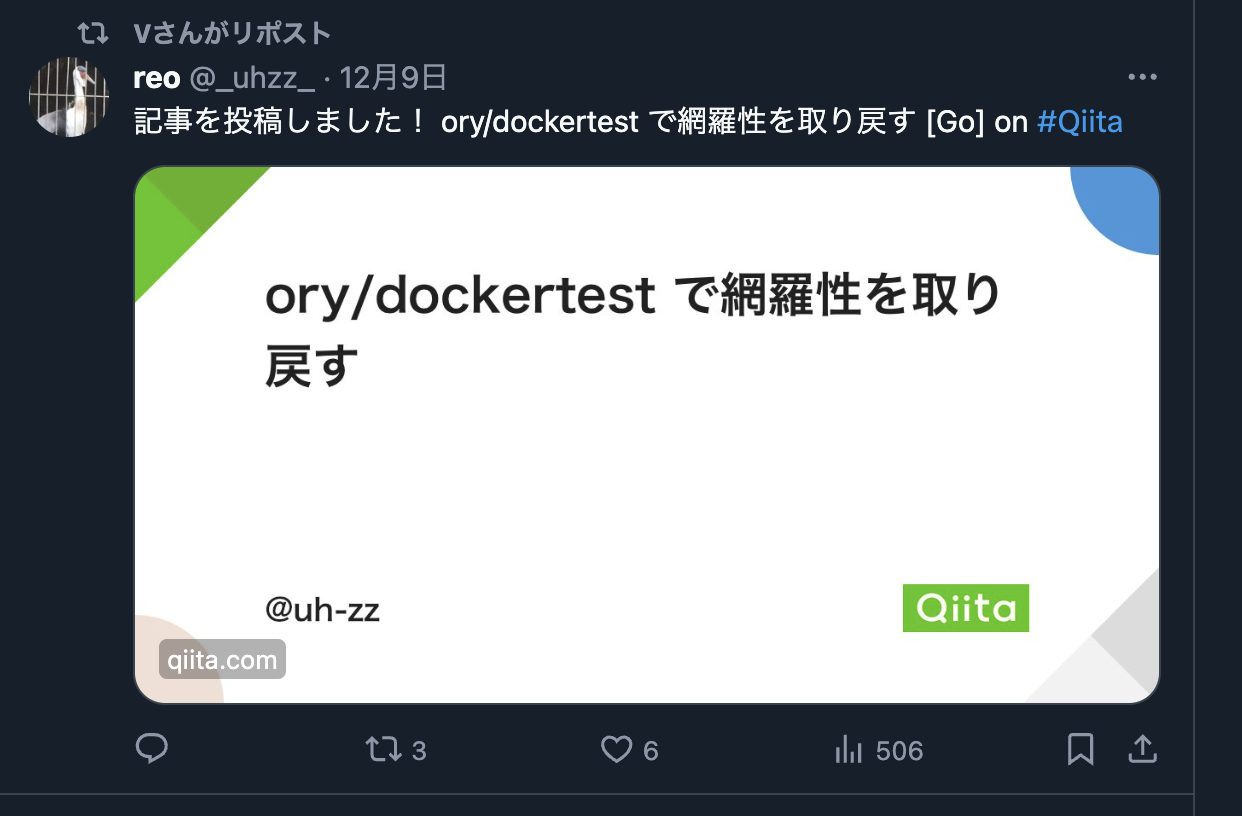 Vさんがリポスト
reo @_uhzz_ · 12月9日
記事を投稿しました！ ory/dockertest で網羅性を取り戻す [Go] on #Qiita
ory/dockertest で網羅性を取り
戻す
@uh-zz
Qiita
qiita.com
3 6 506